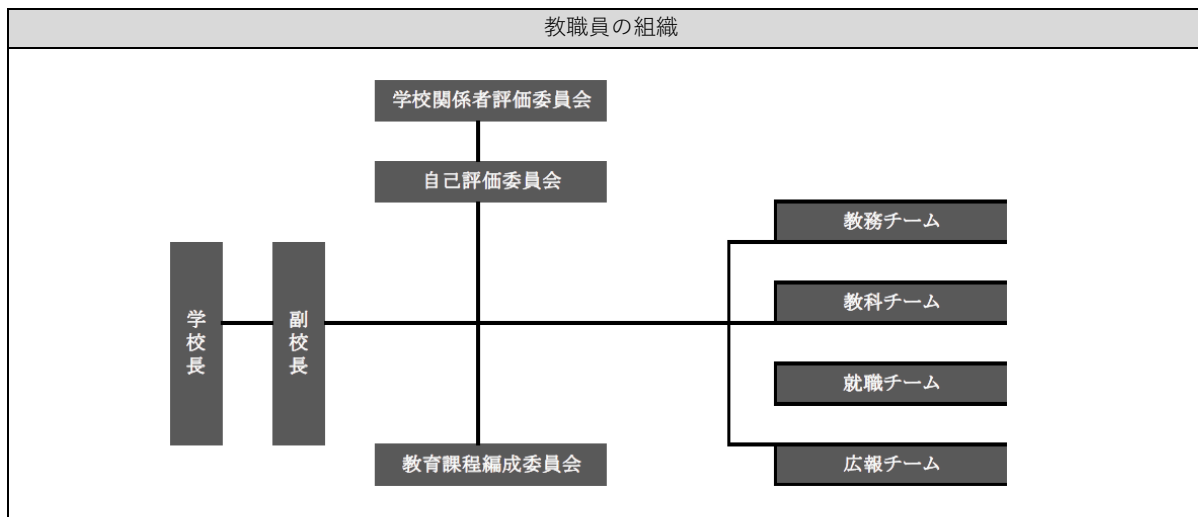 教職員の組織
学校関係者評価委員会
自己評価委員会
学校長
副校長
教務チーム
教科チーム
就職チーム
広報チーム
教育課程編成委員会